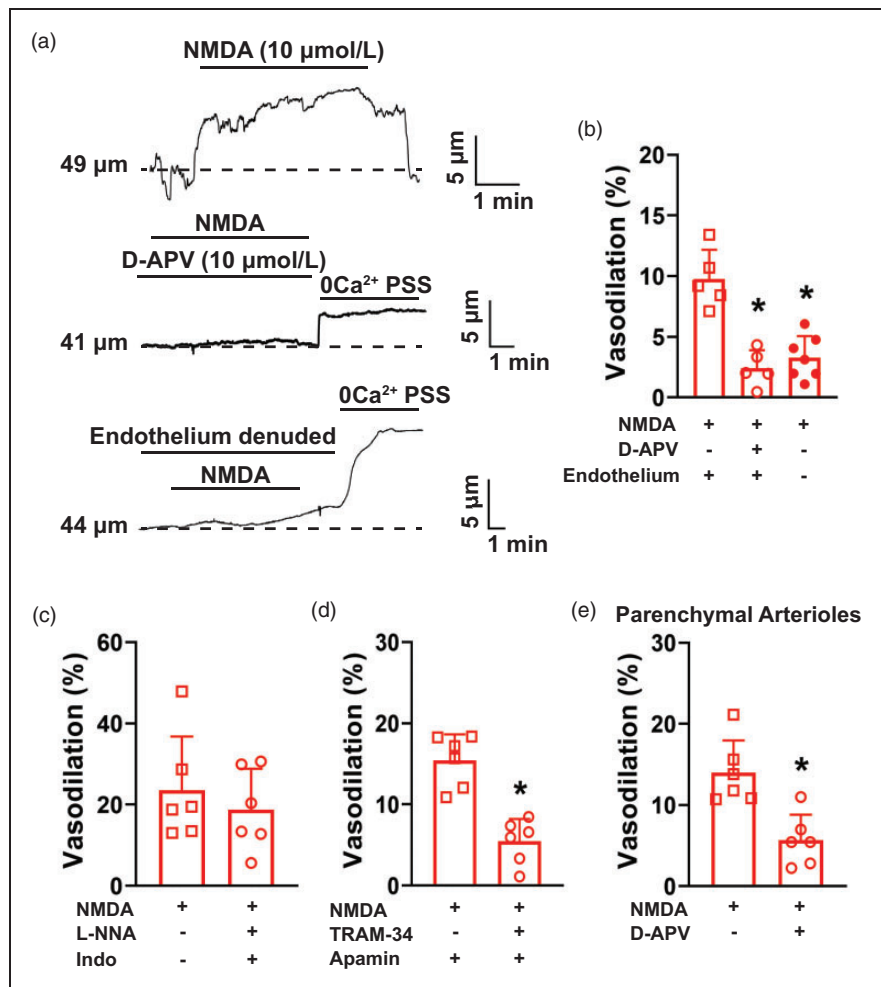 (a)
NMDA (10 µmol/L)
49 µm
5 µm
1 min
NMDA
D-APV (10 µmol/L)
0Ca²⁺ PSS
41 µm
5 µm
1 min
0Ca²⁺ PSS
Endothelium denuded
NMDA
44 µm
5 µm
1 min
(b)
Vasodilation (%)
20
15
10
5
0
* *
NMDA + + +
D-APV - + -
Endothelium + + -
(c)
Vasodilation (%)
60
40
20
0
NMDA + +
L-NNA - +
Indo - +
(d)
Vasodilation (%)
30
20
10
0
*
NMDA + +
TRAM-34 - +
Apamin + +
(e)
Parenchymal Arterioles
Vasodilation (%)
30
20
10
0
*
NMDA + +
D-APV - +